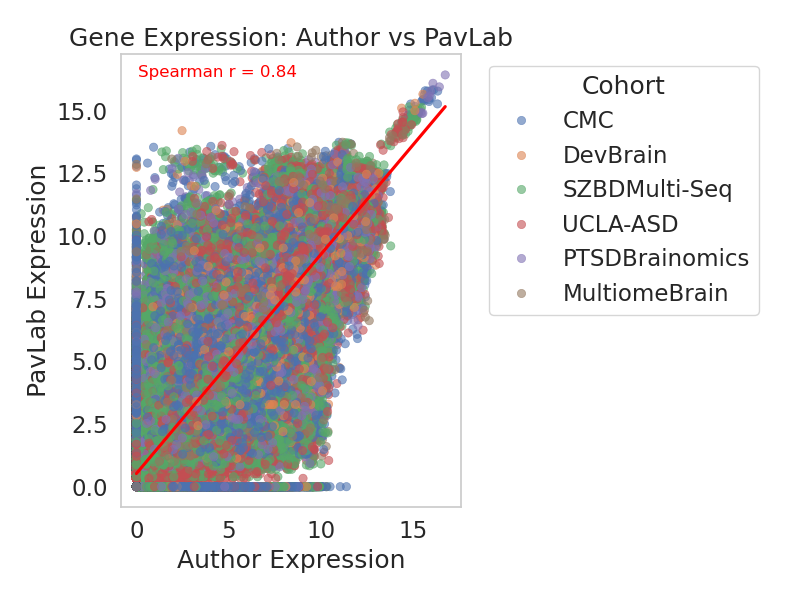 Gene Expression: Author vs PavLab
Spearman r = 0.84
PavLab Expression
15.0
12.5
10.0
7.5
5.0
2.5
0.0
0 5 10 15
Author Expression
Cohort
CMC
DevBrain
SZBDMulti-Seq
UCLA-ASD
PTSDBrainomics
MultiomeBrain